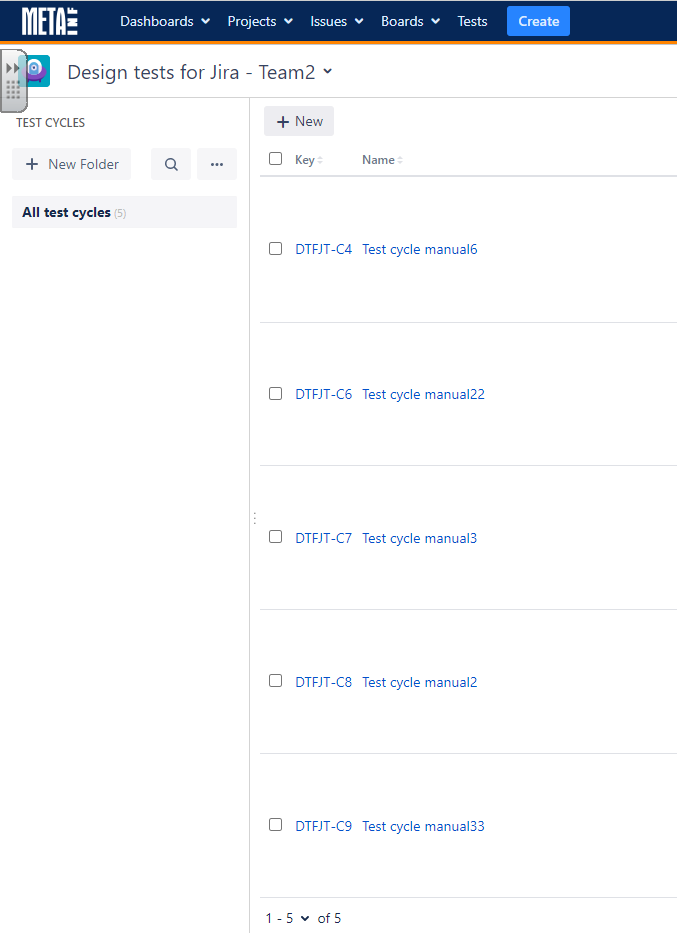 META INF Dashboards Projects Issues Boards Tests Create
Design tests for Jira - Team2
TEST CYCLES
+ New Folder
All test cycles (5)
+ New
Key Name
DTFJT-C4 Test cycle manual6
DTFJT-C6 Test cycle manual22
DTFJT-C7 Test cycle manual3
DTFJT-C8 Test cycle manual2
DTFJT-C9 Test cycle manual33
1 - 5 of 5